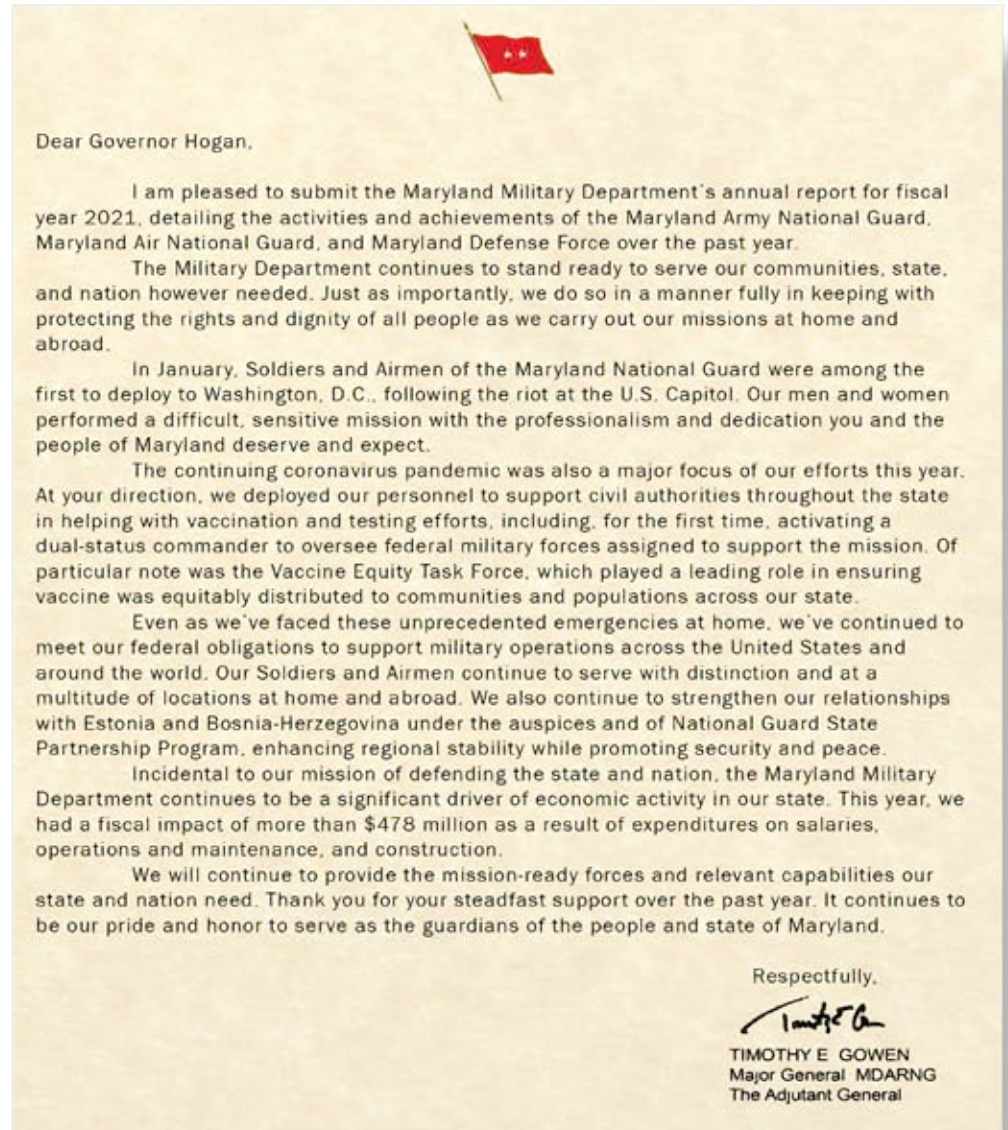 Dear Governor Hogan,
I am pleased to submit the Maryland Military Department's annual report for fiscal
year 2021, detailing the activities and achievements of the Maryland Army National Guard,
Maryland Air National Guard, and Maryland Defense Force over the past year.
The Military Department continues to stand ready to serve our communities, state,
and nation however needed. Just as importantly, we do so in a manner fully in keeping with
protecting the rights and dignity of all people as we carry out our missions at home and
abroad.
In January, Soldiers and Airmen of the Maryland National Guard were among the
first to deploy to Washington, D.C., following the riot at the U.S. Capitol. Our men and women
performed a difficult, sensitive mission with the professionalism and dedication you and the
people of Maryland deserve and expect.
The continuing coronavirus pandemic was also a major focus of our efforts this year.
At your direction, we deployed our personnel to support civil authorities throughout the state
in helping with vaccination and testing efforts, including, for the first time, activating a
dual-status commander to oversee federal military forces assigned to support the mission. Of
particular note was the Vaccine Equity Task Force, which played a leading role in ensuring
vaccine was equitably distributed to communities and populations across our state.
Even as we've faced these unprecedented emergencies at home, we've continued to
meet our federal obligations to support military operations across the United States and
around the world. Our Soldiers and Airmen continue to serve with distinction and at a
multitude of locations at home and abroad. We also continue to strengthen our relationships
with Estonia and Bosnia-Herzegovina under the auspices and of National Guard State
Partnership Program, enhancing regional stability while promoting security and peace.
Incidental to our mission of defending the state and nation, the Maryland Military
Department continues to be a significant driver of economic activity in our state. This year, we
had a fiscal impact of more than $478 million as a result of expenditures on salaries,
operations and maintenance, and construction.
We will continue to provide the mission-ready forces and relevant capabilities our
state and nation need. Thank you for your steadfast support over the past year. It continues to
be our pride and honor to serve as the guardians of the people and state of Maryland.
Respectfully,
TIMOTHY E GOWEN
Major General MDARNG
The Adjutant General